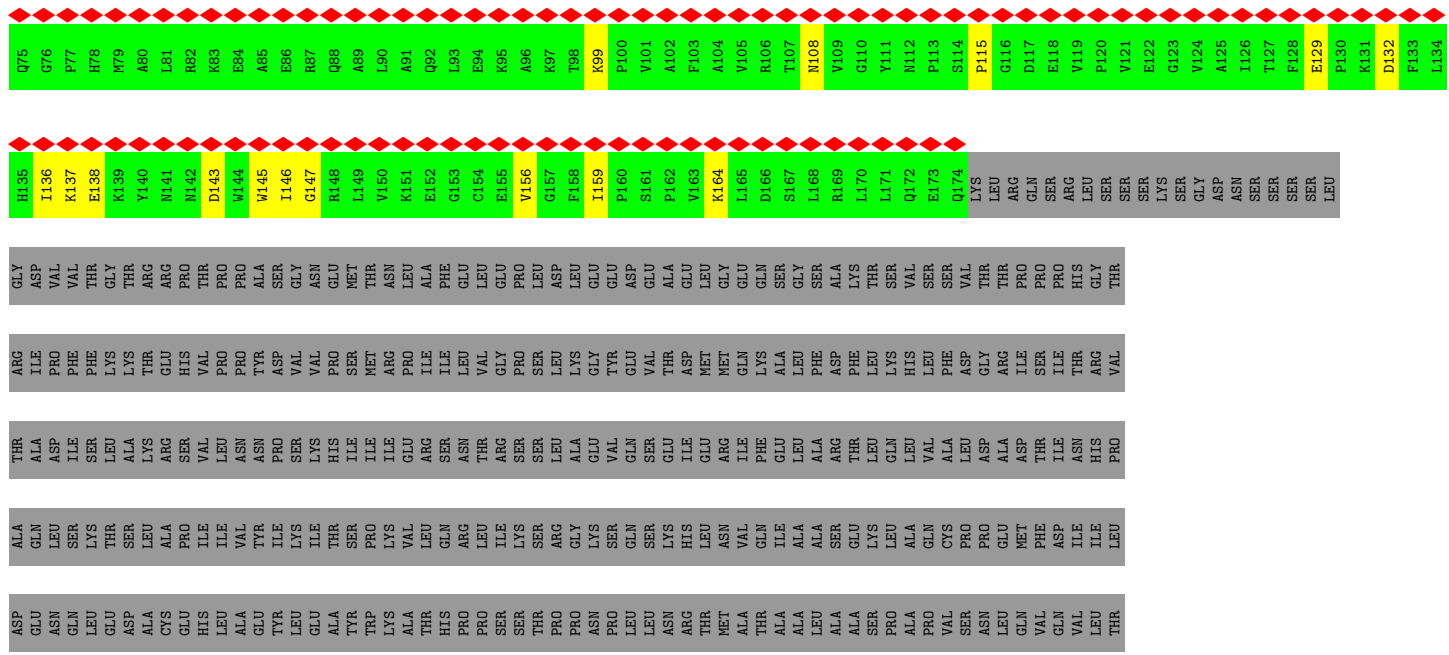 Q75 G76 P77 H78 M79 A80 L81 R82 K83 E84 A85 E86 R87 Q88 A89 L90 A91 Q92 L93 E94 K95 A96 K97 T98 K99 P100 V101 A102 F103 A104 V105 R106 T107 N108 V109 G110 Y111 N112 P113 S114 P115 G116 D117 E118 V119 P120 V121 E122 G123 V124 A125 I126 T127 F128 E129 P130 K131 D132 F133 L134
H135 I136 K137 E138 K139 Y140 N141 N142 D143 W144 W145 I146 G147 R148 L149 V150 K151 E152 G153 C154 E155 V156 G157 F158 I159 P160 S161 P162 V163 K164 L165 D166 S167 L168 R169 L170 L171 Q172 E173 Q174 LYS LEU ARG GLN SER ARG LEU SER SER SER LYS SER GLY ASP ASN SER SER SER SER LEU
GLY ASP VAL VAL THR GLY THR ARG ARG PRO THR PRO PRO ALA SER GLY ASN GLU MET THR ASN LEU ALA PHE GLU LEU GLU PRO LEU ASP LEU GLU GLU ASP GLU ALA GLU LEU GLY GLU GLN SER GLY SER ALA LYS THR SER VAL SER SER VAL THR THR PRO PRO PRO HIS GLY THR
ARG ILE PRO PHE PHE LYS LYS THR GLU HIS VAL PRO PRO TYR ASP VAL VAL PRO SER MET ARG PRO ILE ILE LEU VAL GLY PRO SER LEU LYS GLY TYR GLU VAL THR ASP MET MET GLN LYS ALA LEU PHE ASP PHE LEU LYS HIS LEU PHE ASP GLY ARG ILE SER ILE THR ARG VAL
THR ALA ASP ILE SER LEU ALA LYS ARG SER VAL LEU ASN ASN PRO SER LYS HIS ILE ILE ILE GLU ARG SER ASN THR ARG SER SER LEU ALA GLU VAL GLN SER GLU ILE GLU ARG ILE PHE GLU LEU ALA ARG THR LEU GLN LEU VAL ALA LEU ASP ALA ASP THR ILE ASN HIS PRO
ALA GLN LEU SER LYS THR SER LEU ALA PRO ILE ILE VAL TYR ILE LYS ILE THR SER PRO LYS VAL LEU GLN ARG LEU ILE LYS SER ARG GLY LYS SER GLN SER LYS HIS LEU ASN VAL GLN ILE ALA ALA SER GLU LYS LEU ALA GLN CYS PRO PRO GLU MET PHE ASP ILE ILE LEU
ASP GLU ASN GLN LEU GLU ASP ALA CYS GLU HIS LEU ALA GLU TYR LEU GLU ALA TYR TRP LYS ALA THR HIS PRO PRO SER SER THR PRO PRO ASN PRO LEU LEU ASN ARG THR MET ALA THR ALA ALA LEU ALA ALA SER PRO ALA PRO VAL SER ASN LEU GLN VAL GLN VAL LEU THR